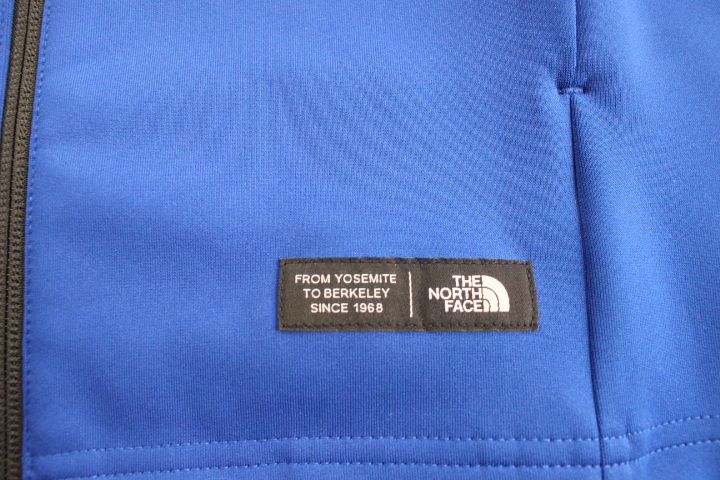 FROM YOSEMITE
TO BERKELEY
SINCE 1968
THE
NORTH
FACE